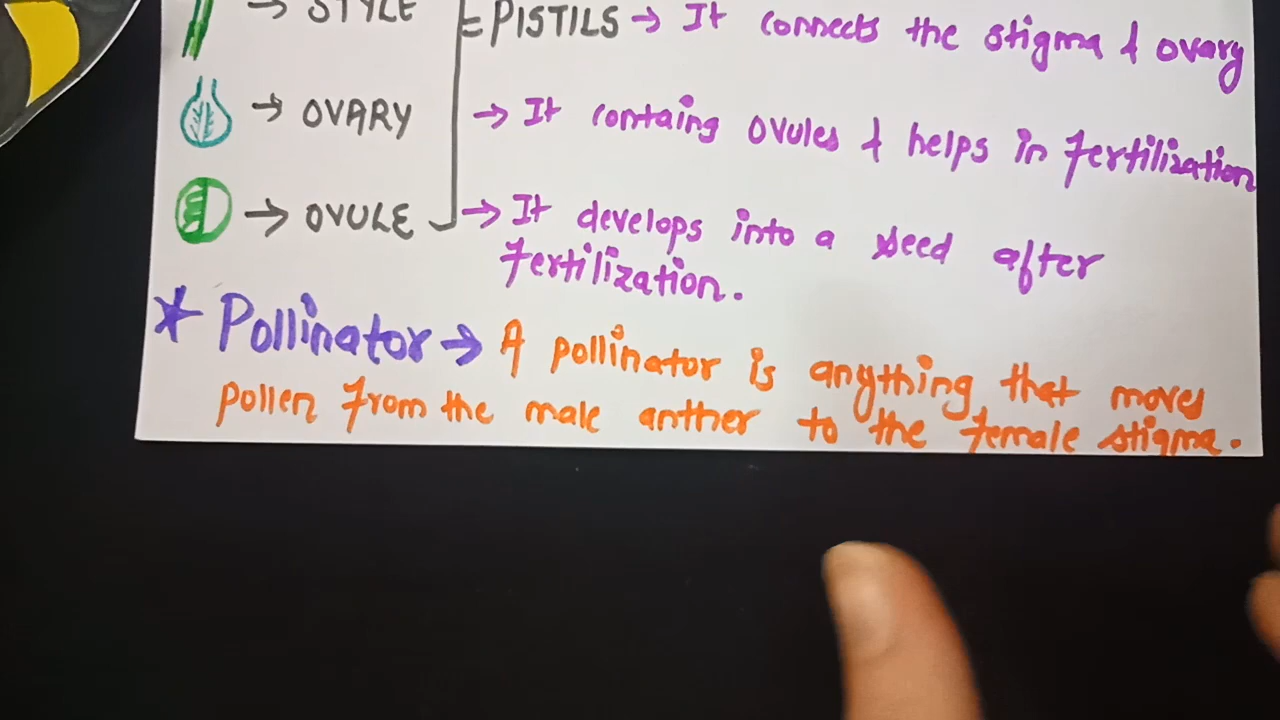 → STYLE PISTILS → It connects the stigma & ovary
→ OVARY → It containg ovules & helps in fertilization
→ OVULE → It develops into a seed after
fertilization.
* Pollinator → A pollinator is anything that moves
pollen from the male anther to the female stigma.